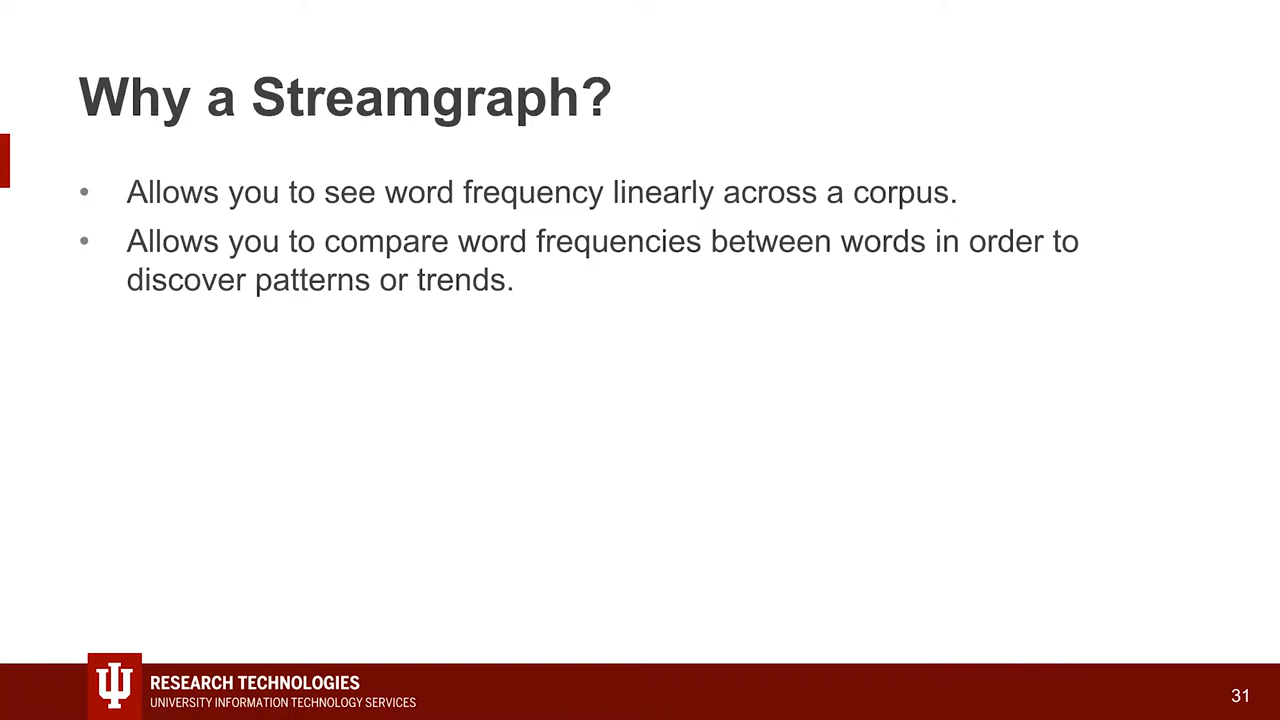 Why a Streamgraph?
• Allows you to see word frequency linearly across a corpus.
• Allows you to compare word frequencies between words in order to
discover patterns or trends.
RESEARCH TECHNOLOGIES
UNIVERSITY INFORMATION TECHNOLOGY SERVICES
31